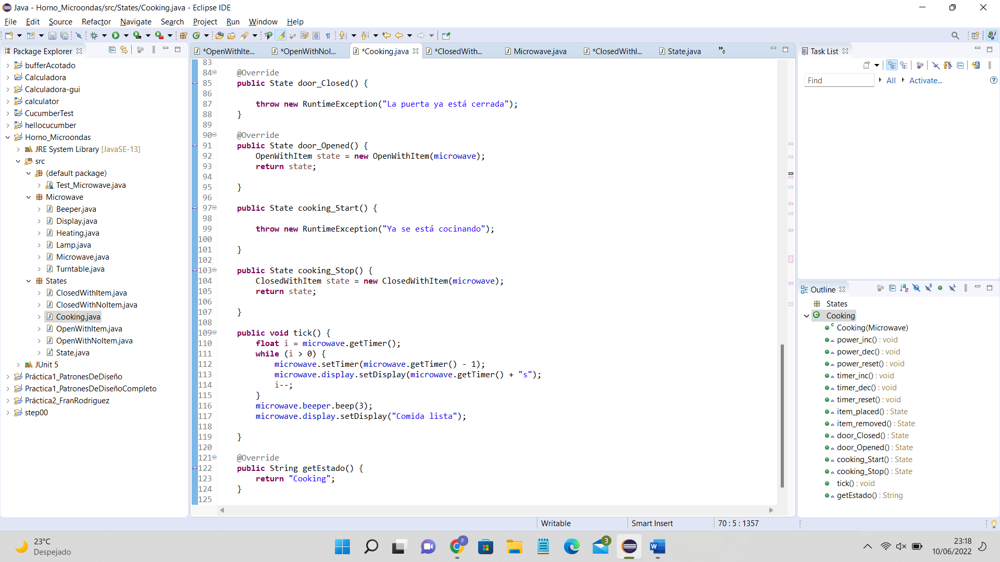 Java - Horno_Microondas/src/States/Cooking.java - Eclipse IDE
File Edit Source Refactor Navigate Search Project Run Window Help
Package Explorer
bufferAcotado
Calculadora
Calculadora-gui
calculator
CucumberTest
hellocucumber
Horno_Microondas
JRE System Library [JavaSE-13]
src
(default package)
Test_Microwave.java
Microwave
Beeper.java
Display.java
Heating.java
Lamp.java
Microwave.java
Turntable.java
States
ClosedWithItem.java
ClosedWithNoItem.java
Cooking.java
OpenWithItem.java
OpenWithNoItem.java
State.java
JUnit 5
Práctica1_PatronesDeDiseño
Practica1_PatronesDeDiseñoCompleto
Práctica2_FranRodriguez
step00
*OpenWithIte... *OpenWithNoI... *Cooking.java *ClosedWith... Microwave.java *ClosedWithI... State.java »6
83
84 @Override
85 public State door_Closed() {
86
87 throw new RuntimeException("La puerta ya está cerrada");
88 }
89
90 @Override
91 public State door_Opened() {
92 OpenWithItem state = new OpenWithItem(microwave);
93 return state;
94
95 }
96
97 public State cooking_Start() {
98
99 throw new RuntimeException("Ya se está cocinando");
100
101 }
102
103 public State cooking_Stop() {
104 ClosedWithItem state = new ClosedWithItem(microwave);
105 return state;
106
107 }
108
109 public void tick() {
110 float i = microwave.getTimer();
111 while (i > 0) {
112 microwave.setTimer(microwave.getTimer() - 1);
113 microwave.display.setDisplay(microwave.getTimer() + "s");
114 i--;
115 }
116 microwave.beeper.beep(3);
117 microwave.display.setDisplay("Comida lista");
118
119 }
120
121 @Override
122 public String getEstado() {
123 return "Cooking";
124 }
125
Task List
Find All Activate...
Outline
States
Cooking
Cooking(Microwave)
power_inc() : void
power_dec() : void
power_reset() : void
timer_inc() : void
timer_dec() : void
timer_reset() : void
item_placed() : State
item_removed() : State
door_Closed() : State
door_Opened() : State
cooking_Start() : State
cooking_Stop() : State
tick() : void
getEstado() : String
Writable Smart Insert 70 : 5 : 1357
23°C
Despejado
F
3
W
23:18
10/06/2022